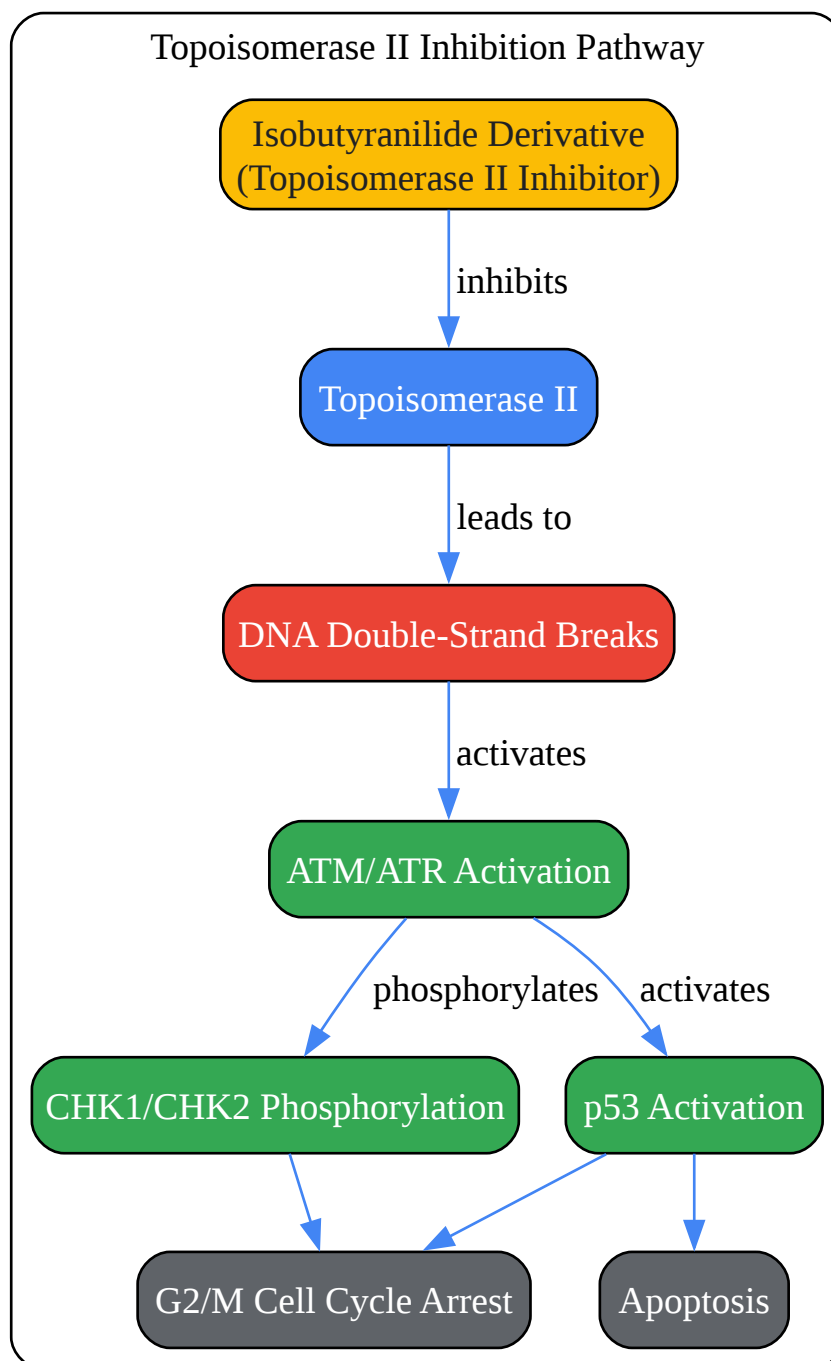 Topoisomerase II Inhibition Pathway
Isobutyranilide Derivative
(Topoisomerase II Inhibitor)
inhibits
Topoisomerase II
leads to
DNA Double-Strand Breaks
activates
ATM/ATR Activation
phosphorylates
activates
CHK1/CHK2 Phosphorylation
p53 Activation
G2/M Cell Cycle Arrest
Apoptosis